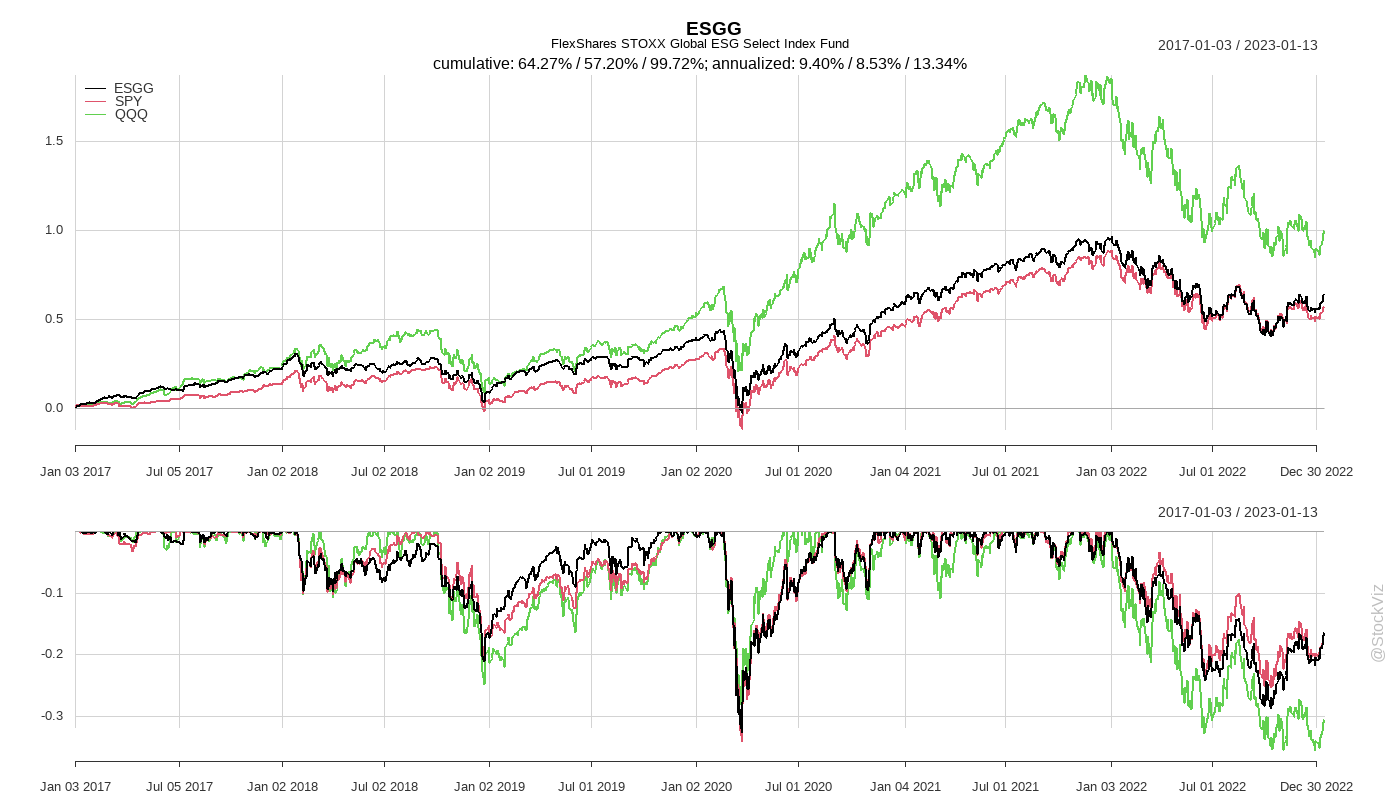 ESGG
FlexShares STOXX Global ESG Select Index Fund
2017-01-03 / 2023-01-13
cumulative: 64.27% / 57.20% / 99.72%; annualized: 9.40% / 8.53% / 13.34%
ESGG
SPY
QQQ
1.5
1.0
0.5
0.0
Jan 03 2017 Jul 05 2017 Jan 02 2018 Jul 02 2018 Jan 02 2019 Jul 01 2019 Jan 02 2020 Jul 01 2020 Jan 04 2021 Jul 01 2021 Jan 03 2022 Jul 01 2022 Dec 30 2022
2017-01-03 / 2023-01-13
-0.1
-0.2
-0.3
Jan 03 2017 Jul 05 2017 Jan 02 2018 Jul 02 2018 Jan 02 2019 Jul 01 2019 Jan 02 2020 Jul 01 2020 Jan 04 2021 Jul 01 2021 Jan 03 2022 Jul 01 2022 Dec 30 2022
@StockViz